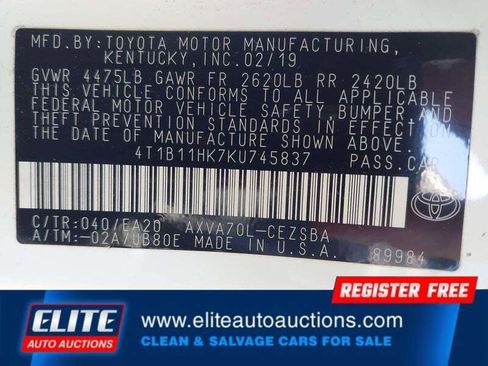 MFD.BY:TOYOTA MOTOR MANUFACTURING,
KENTUCKY, INC.02/19
GVWR 4475LB GAWR FR 2620LB RR 2420LB
THIS VEHICLE CONFORMS TO ALL APPLICABLE
FEDERAL MOTOR VEHICLE SAFETY, BUMPER, AND
THEFT PREVENTION STANDARDS IN EFFECT ON
THE DATE OF MANUFACTURE SHOWN ABOVE.
4T1B11HK7KU745837 PASS.CAR
C/TR:040/EA20 AXVA70L-CEZSBA
A/TM:-02A/UB80E MADE IN U.S.A.
89984
TOYOTA
REGISTER FREE!
ELITE
AUTO AUCTIONS
www.eliteautoauctions.com
CLEAN & SALVAGE CARS FOR SALE